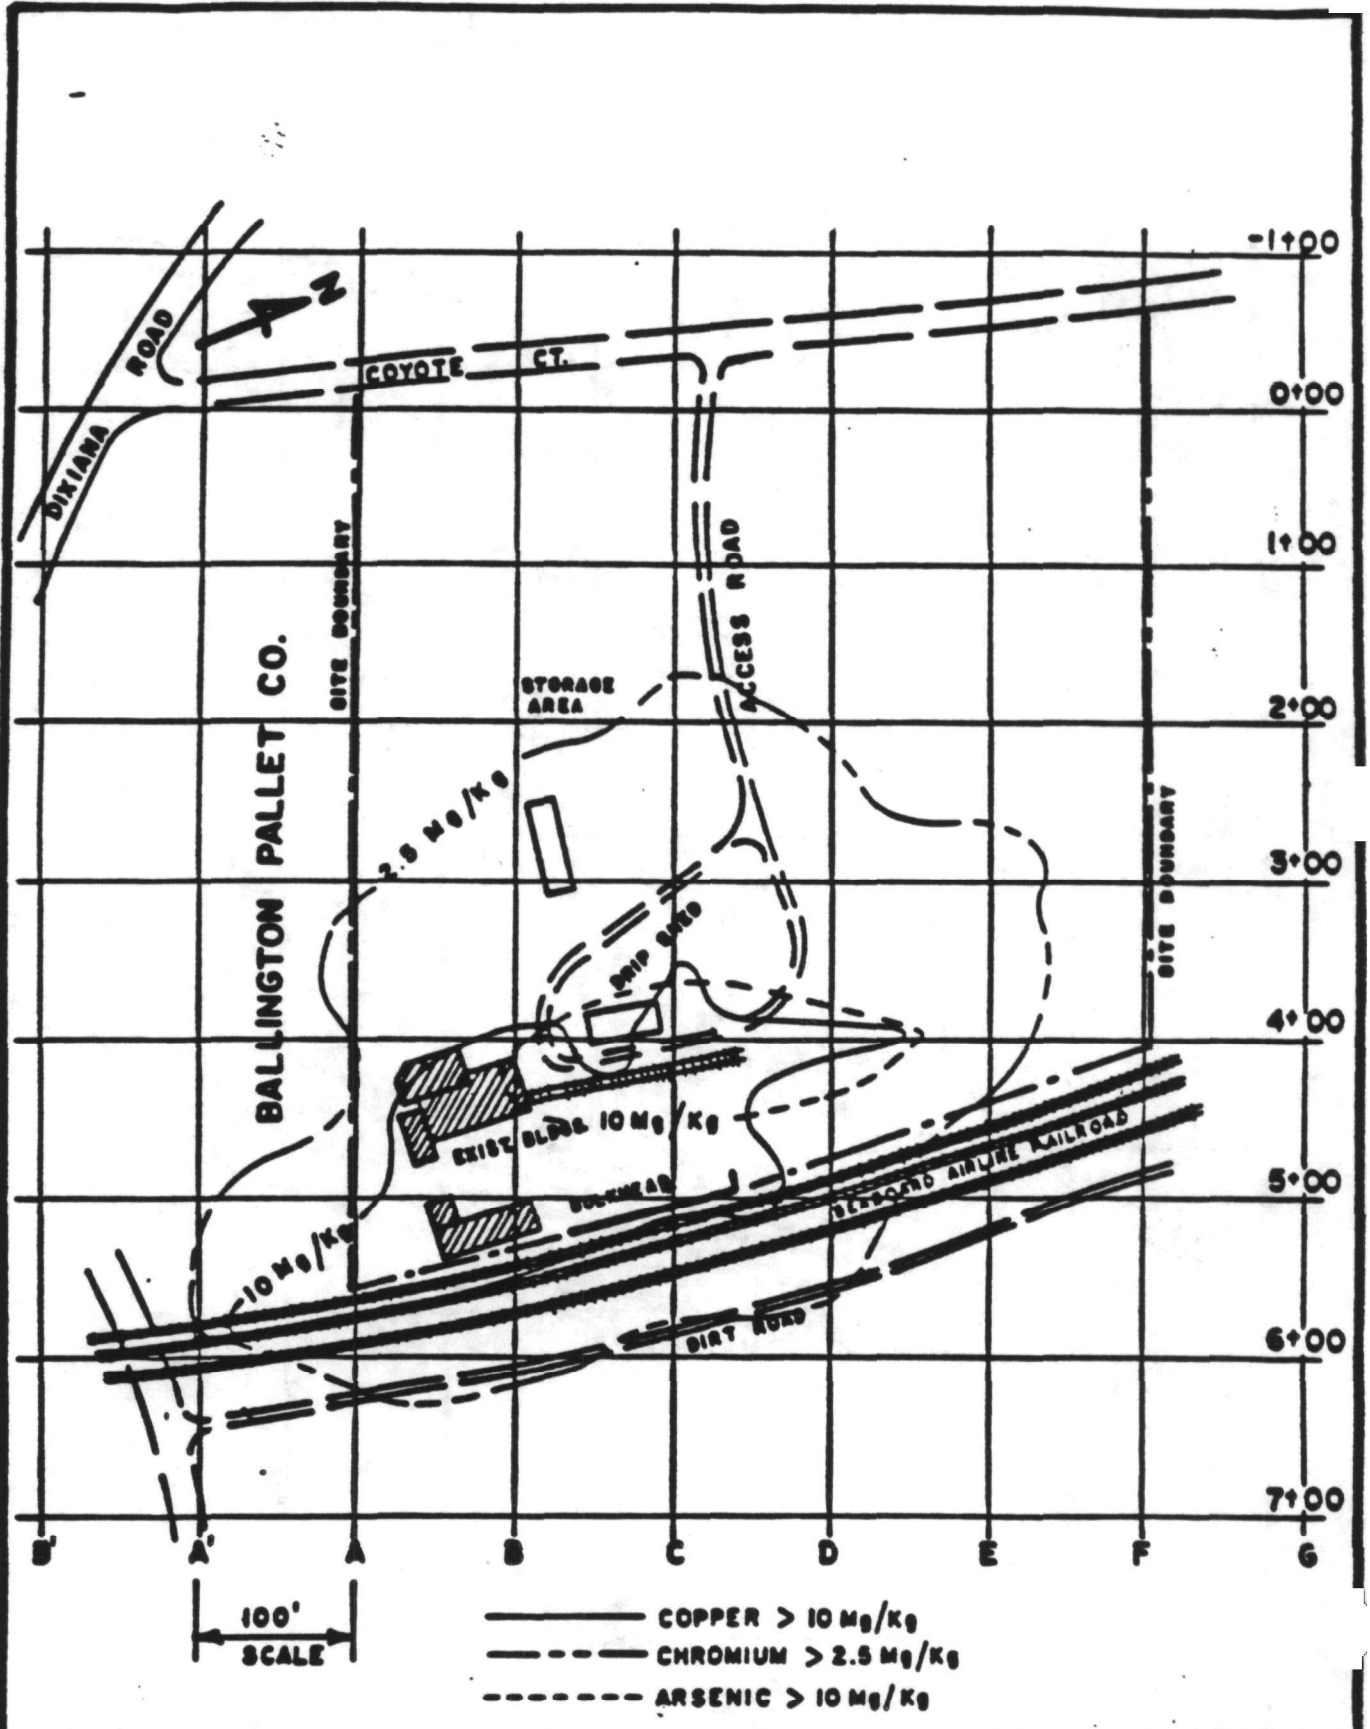 -1+00
N
ROAD
COYOTE CT.
0+00
DIXIANA
SITE BOUNDARY
ACCESS ROAD
1+00
BALLINGTON PALLET CO.
STORAGE
AREA
2+00
2.5 Mg/Kg
SITE BOUNDARY
3+00
DRIP SHED
4+00
10 Mg/Kg
EXIST. BLDGS.
SEABOARD AIRLINE RAILROAD
BULKHEAD
5+00
10 Mg/Kg
DIRT ROAD
6+00
7+00
B' A' A B C D E F G
100'
SCALE
COPPER > 10 Mg/Kg
CHROMIUM > 2.5 Mg/Kg
ARSENIC > 10 Mg/Kg